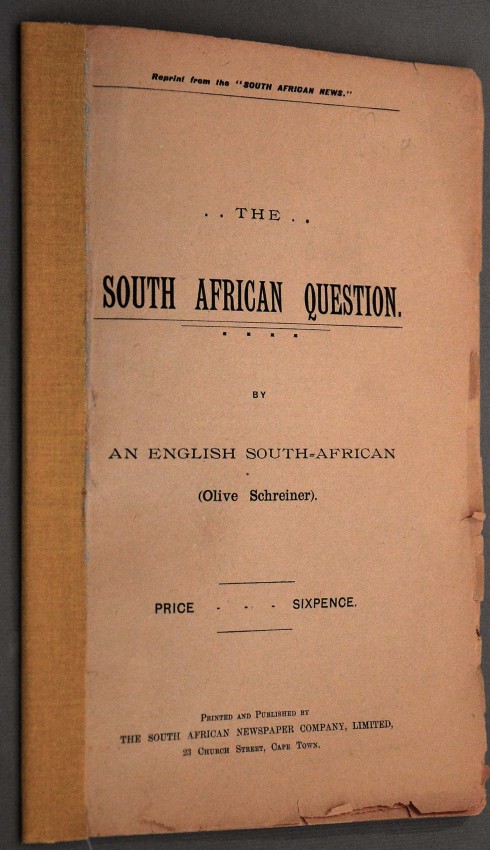 Reprint from the "SOUTH AFRICAN NEWS."
. . THE . .
SOUTH AFRICAN QUESTION.
BY
AN ENGLISH SOUTH=AFRICAN
(Olive Schreiner).
PRICE - - - SIXPENCE.
PRINTED AND PUBLISHED BY
THE SOUTH AFRICAN NEWSPAPER COMPANY, LIMITED,
23 CHURCH STREET, CAPE TOWN.